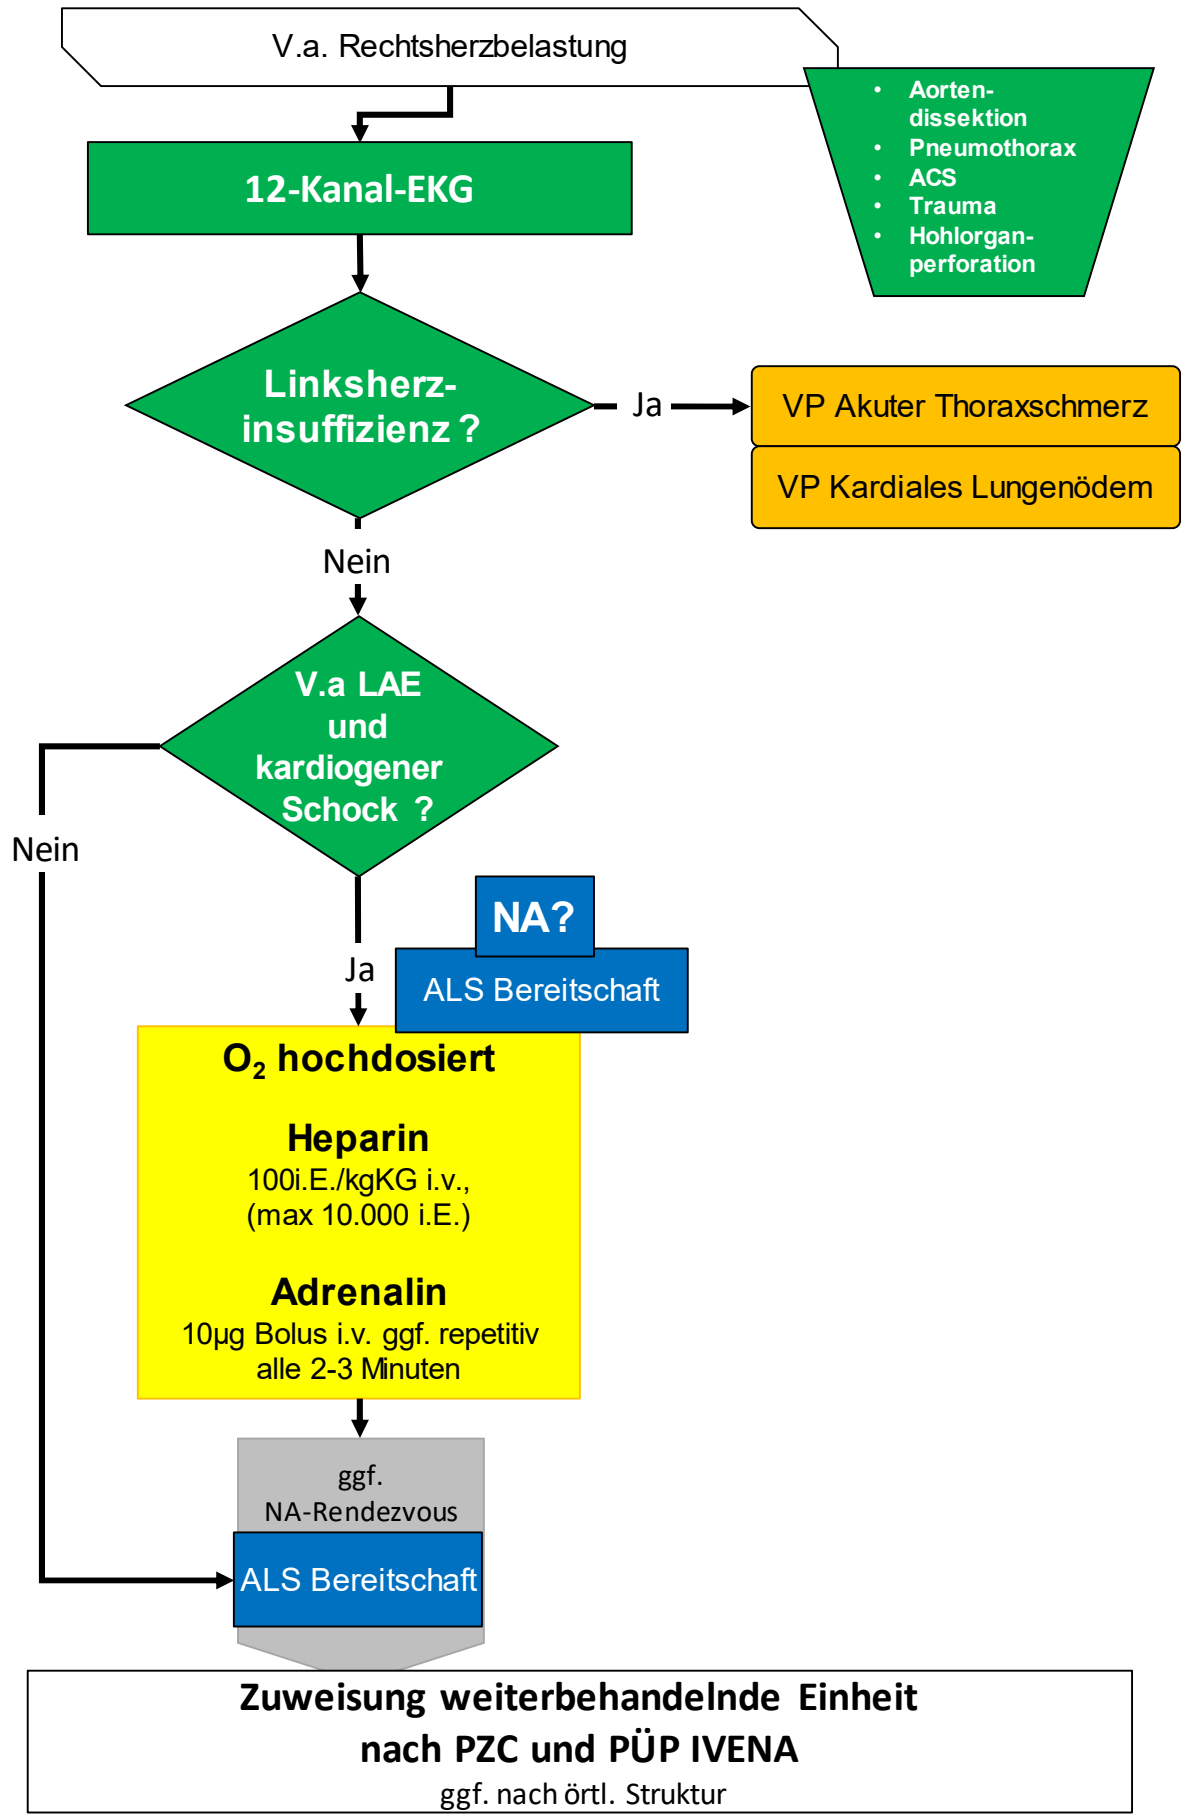 V.a. Rechtsherzbelastung
• Aorten-
dissektion
• Pneumothorax
• ACS
• Trauma
• Hohlorgan-
perforation
12-Kanal-EKG
Linksherz-
insuffizienz ?
Ja
VP Akuter Thoraxschmerz
VP Kardiales Lungenödem
Nein
V.a LAE
und
kardiogener
Schock ?
Nein
Ja
NA?
ALS Bereitschaft
O₂ hochdosiert
Heparin
100i.E./kgKG i.v.,
(max 10.000 i.E.)
Adrenalin
10µg Bolus i.v. ggf. repetitiv
alle 2-3 Minuten
ggf.
NA-Rendezvous
ALS Bereitschaft
Zuweisung weiterbehandelnde Einheit
nach PZC und PÜP IVENA
ggf. nach örtl. Struktur